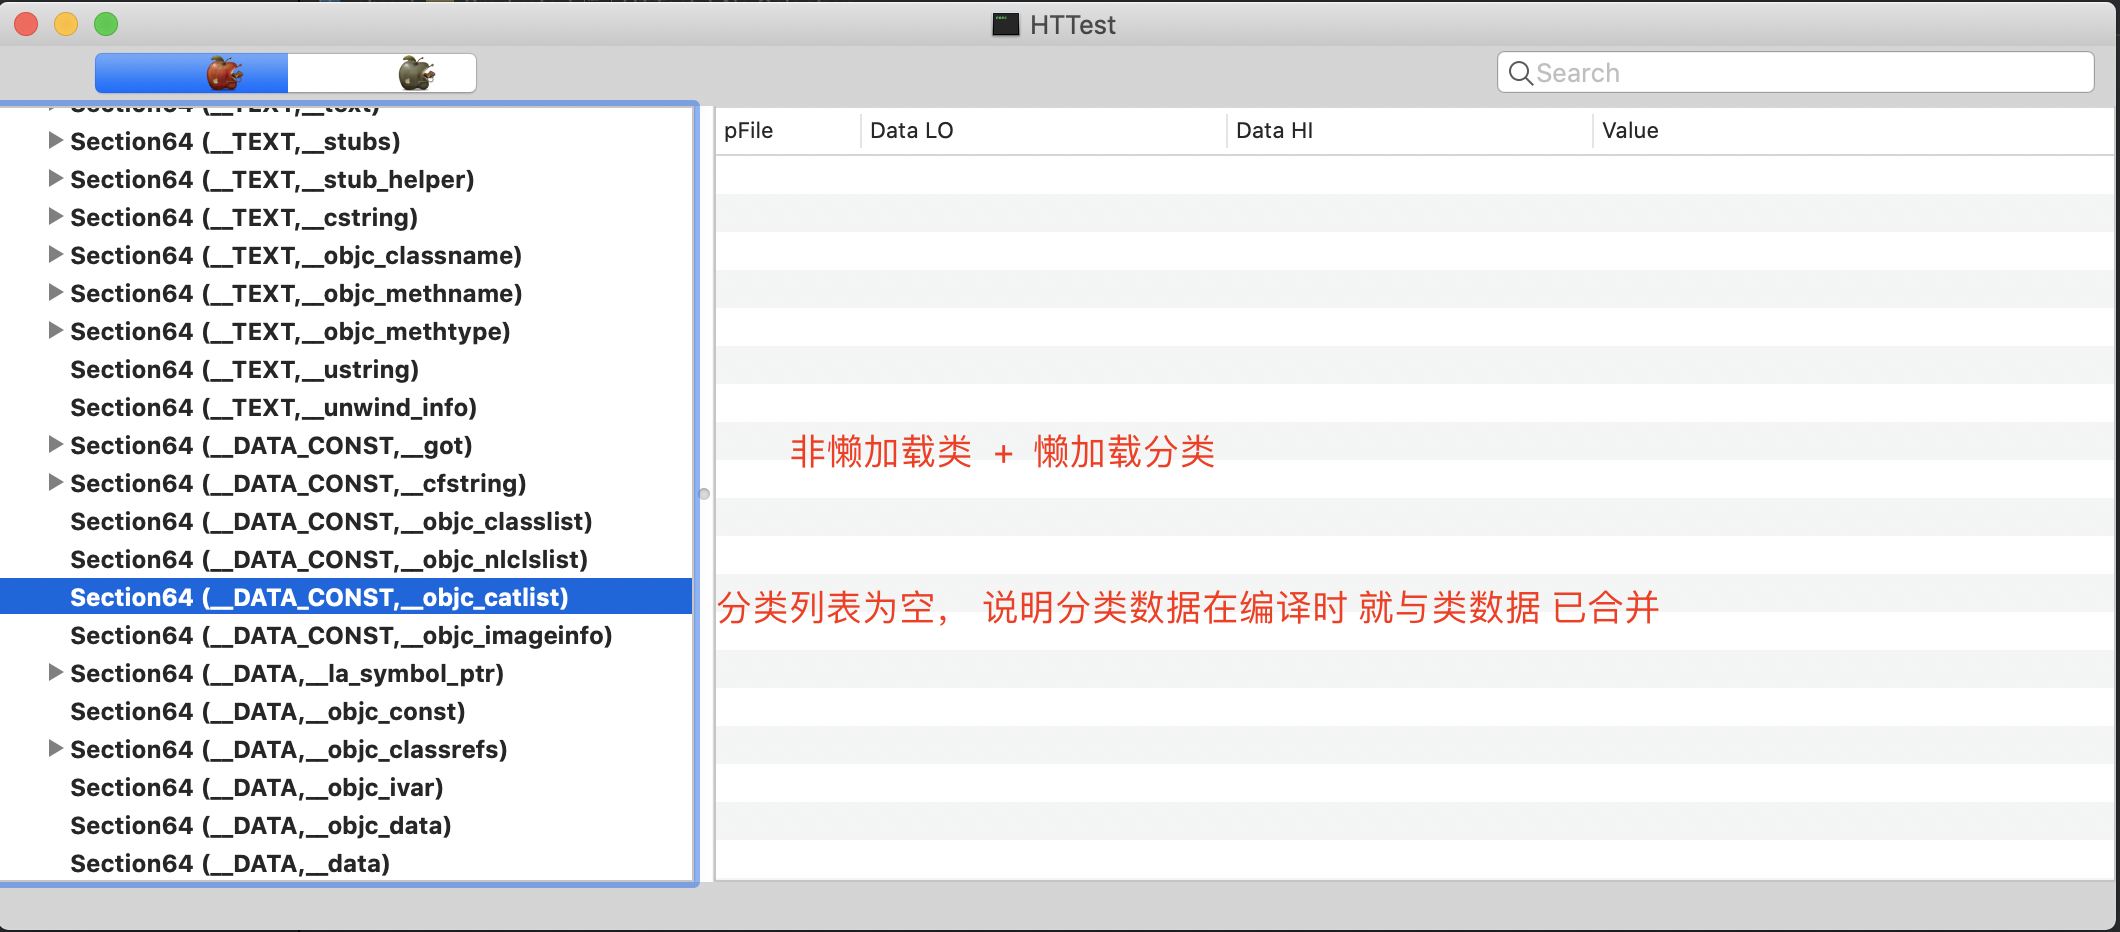 HTTest
Search
Section64 (__TEXT,__text)
Section64 (__TEXT,__stubs)
Section64 (__TEXT,__stub_helper)
Section64 (__TEXT,__cstring)
Section64 (__TEXT,__objc_classname)
Section64 (__TEXT,__objc_methname)
Section64 (__TEXT,__objc_methtype)
Section64 (__TEXT,__ustring)
Section64 (__TEXT,__unwind_info)
Section64 (__DATA_CONST,__got)
Section64 (__DATA_CONST,__cfstring)
Section64 (__DATA_CONST,__objc_classlist)
Section64 (__DATA_CONST,__objc_nlclslist)
Section64 (__DATA_CONST,__objc_catlist)
Section64 (__DATA_CONST,__objc_imageinfo)
Section64 (__DATA,__la_symbol_ptr)
Section64 (__DATA,__objc_const)
Section64 (__DATA,__objc_classrefs)
Section64 (__DATA,__objc_ivar)
Section64 (__DATA,__objc_data)
Section64 (__DATA,__data)
pFile Data LO Data HI Value
非懒加载类 + 懒加载分类
分类列表为空， 说明分类数据在编译时 就与类数据 已合并